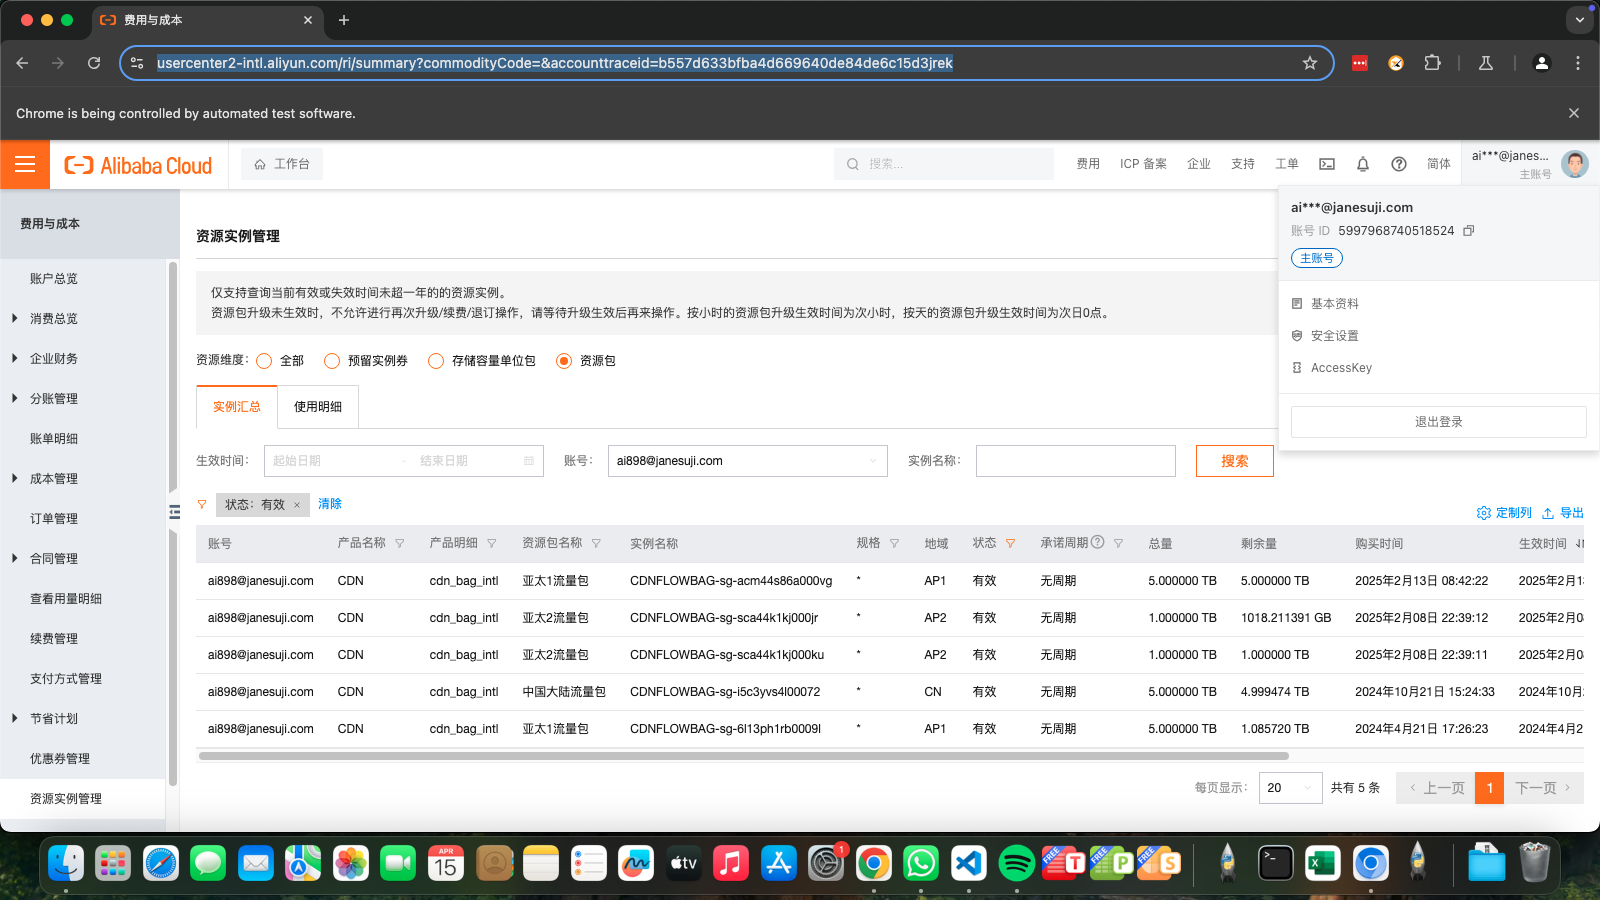 费用与成本
usercenter2-intl.aliyun.com/ri/summary?commodityCode=&accounttraceid=b557d633bfba4d669640de84de6c15d3jrek
Chrome is being controlled by automated test software.
Alibaba Cloud
工作台
搜索...
费用
ICP 备案
企业
支持
工单
简体
ai***@janes...
主账号
ai***@janesuji.com
账号 ID 5997968740518524
主账号
基本资料
安全设置
AccessKey
退出登录
费用与成本
账户总览
消费总览
企业财务
分账管理
账单明细
成本管理
订单管理
合同管理
查看用量明细
续费管理
支付方式管理
节省计划
优惠券管理
资源实例管理
资源实例管理
仅支持查询当前有效或失效时间未超一年的的资源实例。
资源包升级未生效时，不允许进行再次升级/续费/退订操作，请等待升级生效后再来操作。按小时的资源包升级生效时间为次小时，按天的资源包升级生效时间为次日0点。
资源维度： 全部 预留实例券 存储容量单位包 资源包
实例汇总 使用明细
生效时间： 起始日期 - 结束日期 账号： ai898@janesuji.com 实例名称： 搜索
状态：有效 × 清除
定制列 导出
账号 产品名称 产品明细 资源包名称 实例名称 规格 地域 状态 承诺周期 总量 剩余量 购买时间 生效时间
ai898@janesuji.com CDN cdn_bag_intl 亚太1流量包 CDNFLOWBAG-sg-acm44s86a000vg * AP1 有效 无周期 5.000000 TB 5.000000 TB 2025年2月13日 08:42:22 2025年2月13
ai898@janesuji.com CDN cdn_bag_intl 亚太2流量包 CDNFLOWBAG-sg-sca44k1kj000jr * AP2 有效 无周期 1.000000 TB 1018.211391 GB 2025年2月08日 22:39:12 2025年2月0
ai898@janesuji.com CDN cdn_bag_intl 亚太2流量包 CDNFLOWBAG-sg-sca44k1kj000ku * AP2 有效 无周期 1.000000 TB 1.000000 TB 2025年2月08日 22:39:11 2025年2月0
ai898@janesuji.com CDN cdn_bag_intl 中国大陆流量包 CDNFLOWBAG-sg-i5c3yvs4l00072 * CN 有效 无周期 5.000000 TB 4.999474 TB 2024年10月21日 15:24:33 2024年10月
ai898@janesuji.com CDN cdn_bag_intl 亚太1流量包 CDNFLOWBAG-sg-6l13ph1rb0009l * AP1 有效 无周期 5.000000 TB 1.085720 TB 2024年4月21日 17:26:23 2024年4月2
每页显示： 20 共有 5 条 上一页 1 下一页
APR
15
tv
1
FREE
T
FREE
P
FREE
S